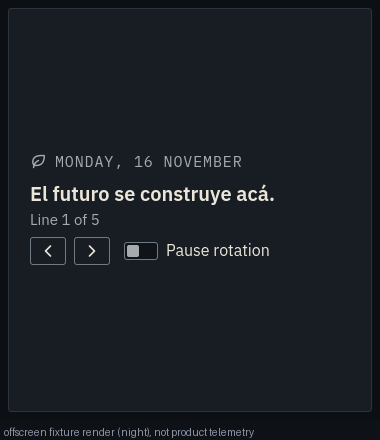 MONDAY, 16 NOVEMBER
El futuro se construye acá.
Line 1 of 5
Pause rotation
offscreen fixture render (night), not product telemetry